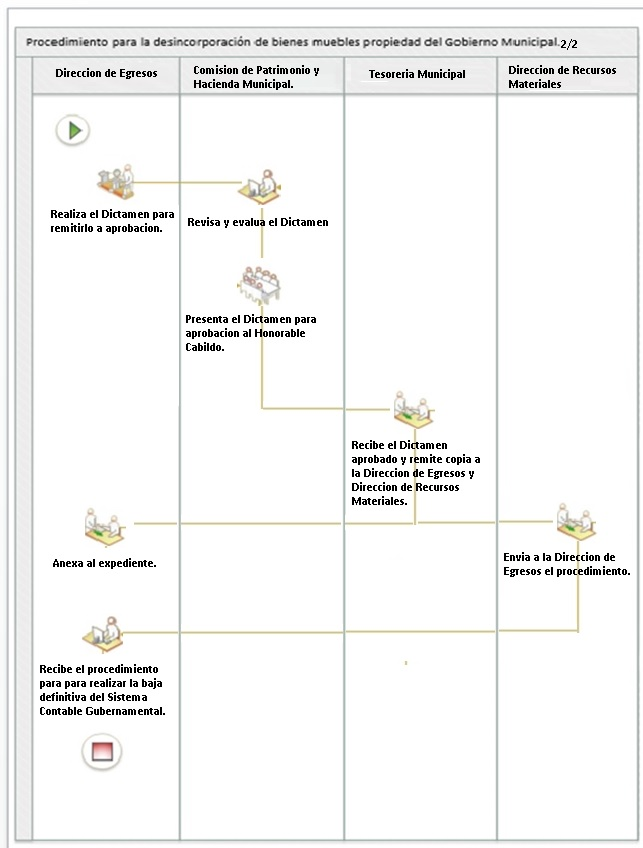 Procedimiento para la desincorporación de bienes muebles propiedad del Gobierno Municipal.2/2
Direccion de Egresos
Comision de Patrimonio y
Hacienda Municipal.
Tesoreria Municipal
Direccion de Recursos
Materiales
Realiza el Dictamen para
remitirlo a aprobacion.
Revisa y evalua el Dictamen
Presenta el Dictamen para
aprobacion al Honorable
Cabildo.
Recibe el Dictamen
aprobado y remite copia a
la Direccion de Egresos y
Direccion de Recursos
Materiales.
Anexa al expediente.
Envia a la Direccion de
Egresos el procedimiento.
Recibe el procedimiento
para para realizar la baja
definitiva del Sistema
Contable Gubernamental.